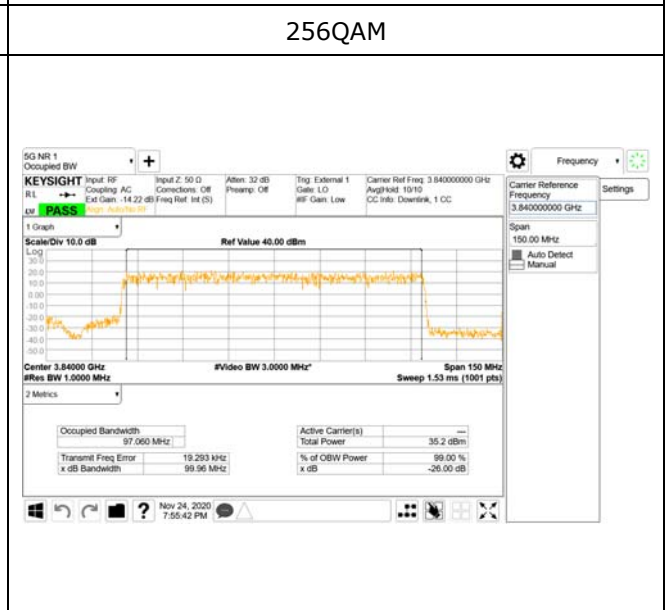 256QAM
5G NR 1
Occupied BW
Frequency
KEYSIGHT Input: RF Input Z: 50 Ω Atten: 32 dB Trig: External 1 Carrier Ref Freq: 3.840000000 GHz
RL Coupling: AC Corrections: Off Preamp: Off Gate: LO Avg|Hold: 10/10
Ext Gain: -14.22 dB Freq Ref: Int (S) #IF Gain: Low CC Info: Downlink, 1 CC
PASS Align: Auto/No RF
Carrier Reference Frequency
3.840000000 GHz
Settings
Span
150.00 MHz
Auto Detect
Manual
1 Graph
Scale/Div 10.0 dB Ref Value 40.00 dBm
Log
30.0
20.0
10.0
0.00
-10.0
-20.0
-30.0
-40.0
-50.0
Center 3.84000 GHz #Video BW 3.0000 MHz* Span 150 MHz
#Res BW 1.0000 MHz Sweep 1.53 ms (1001 pts)
2 Metrics
Occupied Bandwidth
97.060 MHz
Transmit Freq Error 19.293 kHz
x dB Bandwidth 99.96 MHz
Active Carrier(s) ---
Total Power 35.2 dBm
% of OBW Power 99.00 %
x dB -26.00 dB
Nov 24, 2020
7:55:42 PM